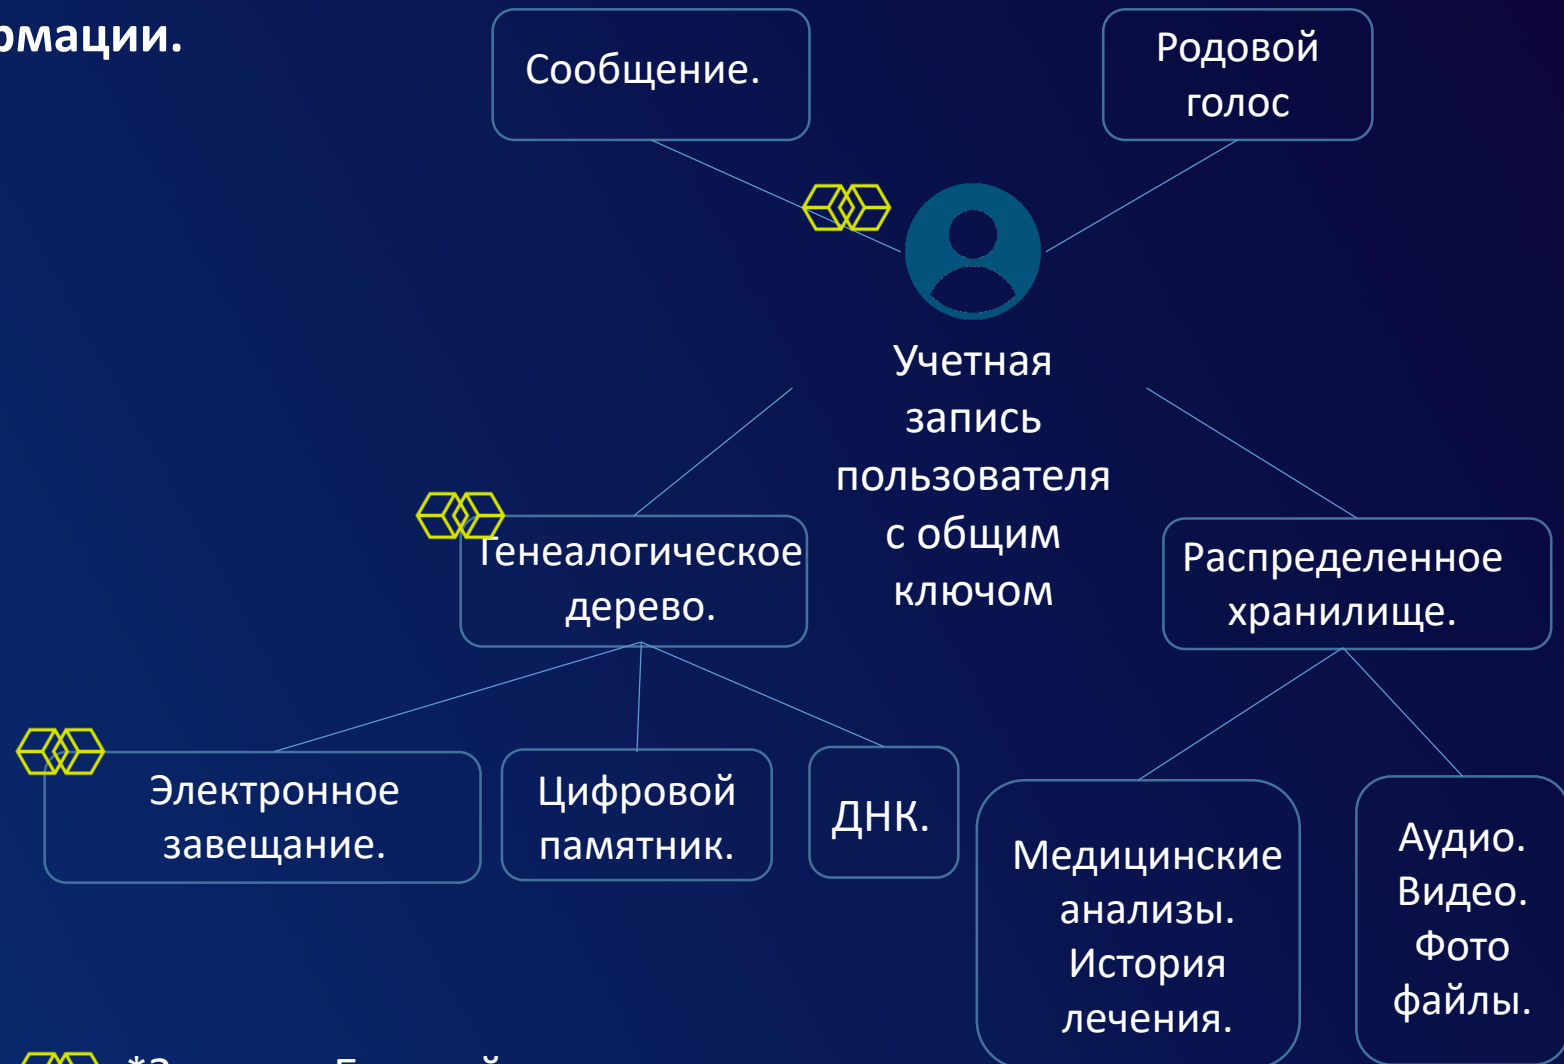 рмации.
Сообщение.
Родовой
голос
Учетная
запись
пользователя
с общим
ключом
Генеалогическое
дерево.
Распределенное
хранилище.
Электронное
завещание.
Цифровой
памятник.
ДНК.
Медицинские
анализы.
История
лечения.
Аудио.
Видео.
Фото
файлы.